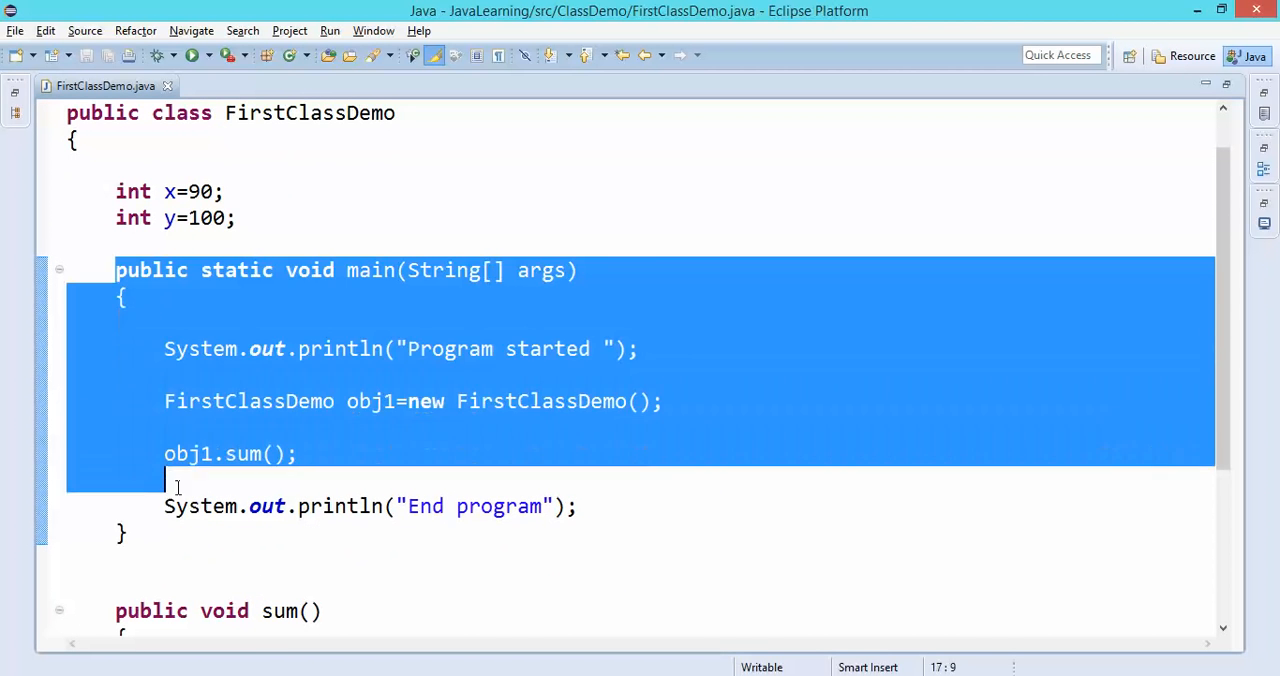 Java - JavaLearning/src/ClassDemo/FirstClassDemo.java - Eclipse Platform
File Edit Source Refactor Navigate Search Project Run Window Help
Quick Access Resource Java
FirstClassDemo.java
public class FirstClassDemo
{
int x=90;
int y=100;
public static void main(String[] args)
{
System.out.println("Program started ");
FirstClassDemo obj1=new FirstClassDemo();
obj1.sum();
System.out.println("End program");
}
public void sum()
{
Writable Smart Insert 17 : 9